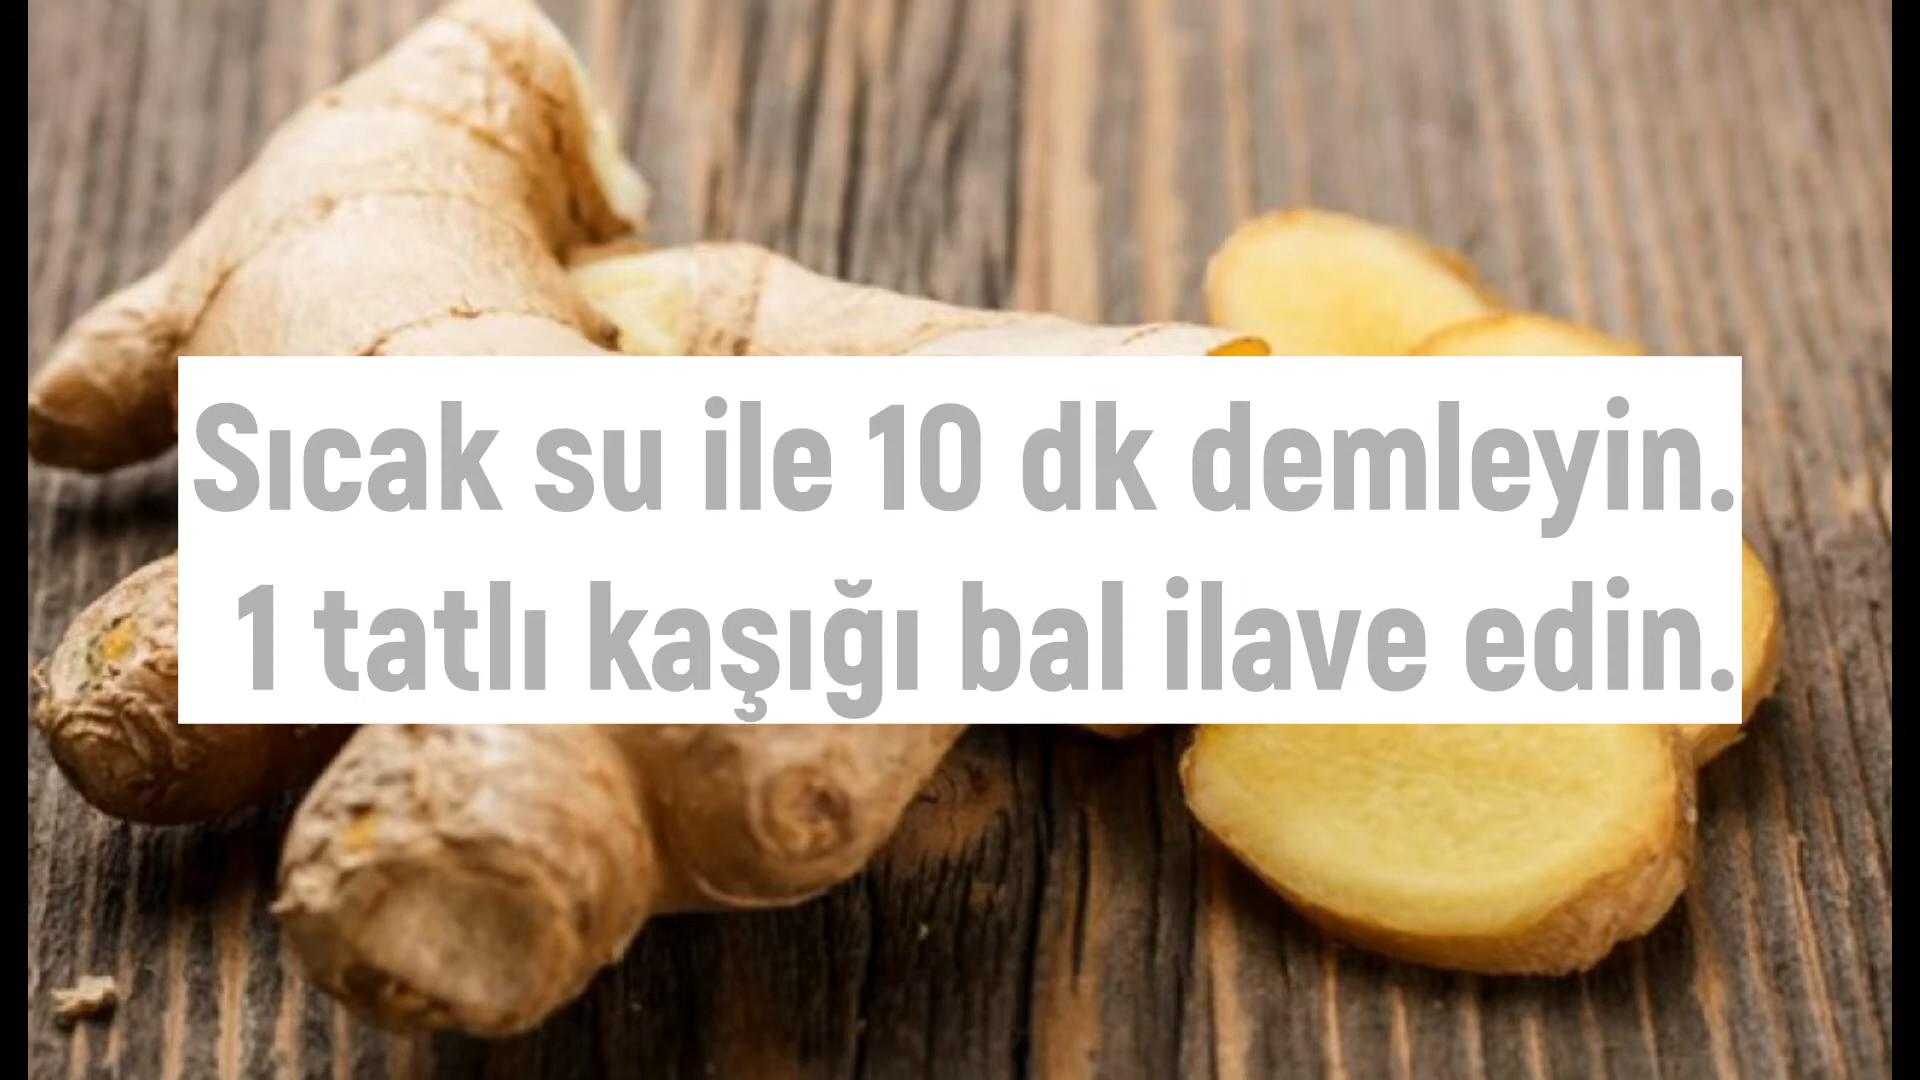 Sıcak su ile 10 dk demleyin.
1 tatlı kaşığı bal ilave edin.